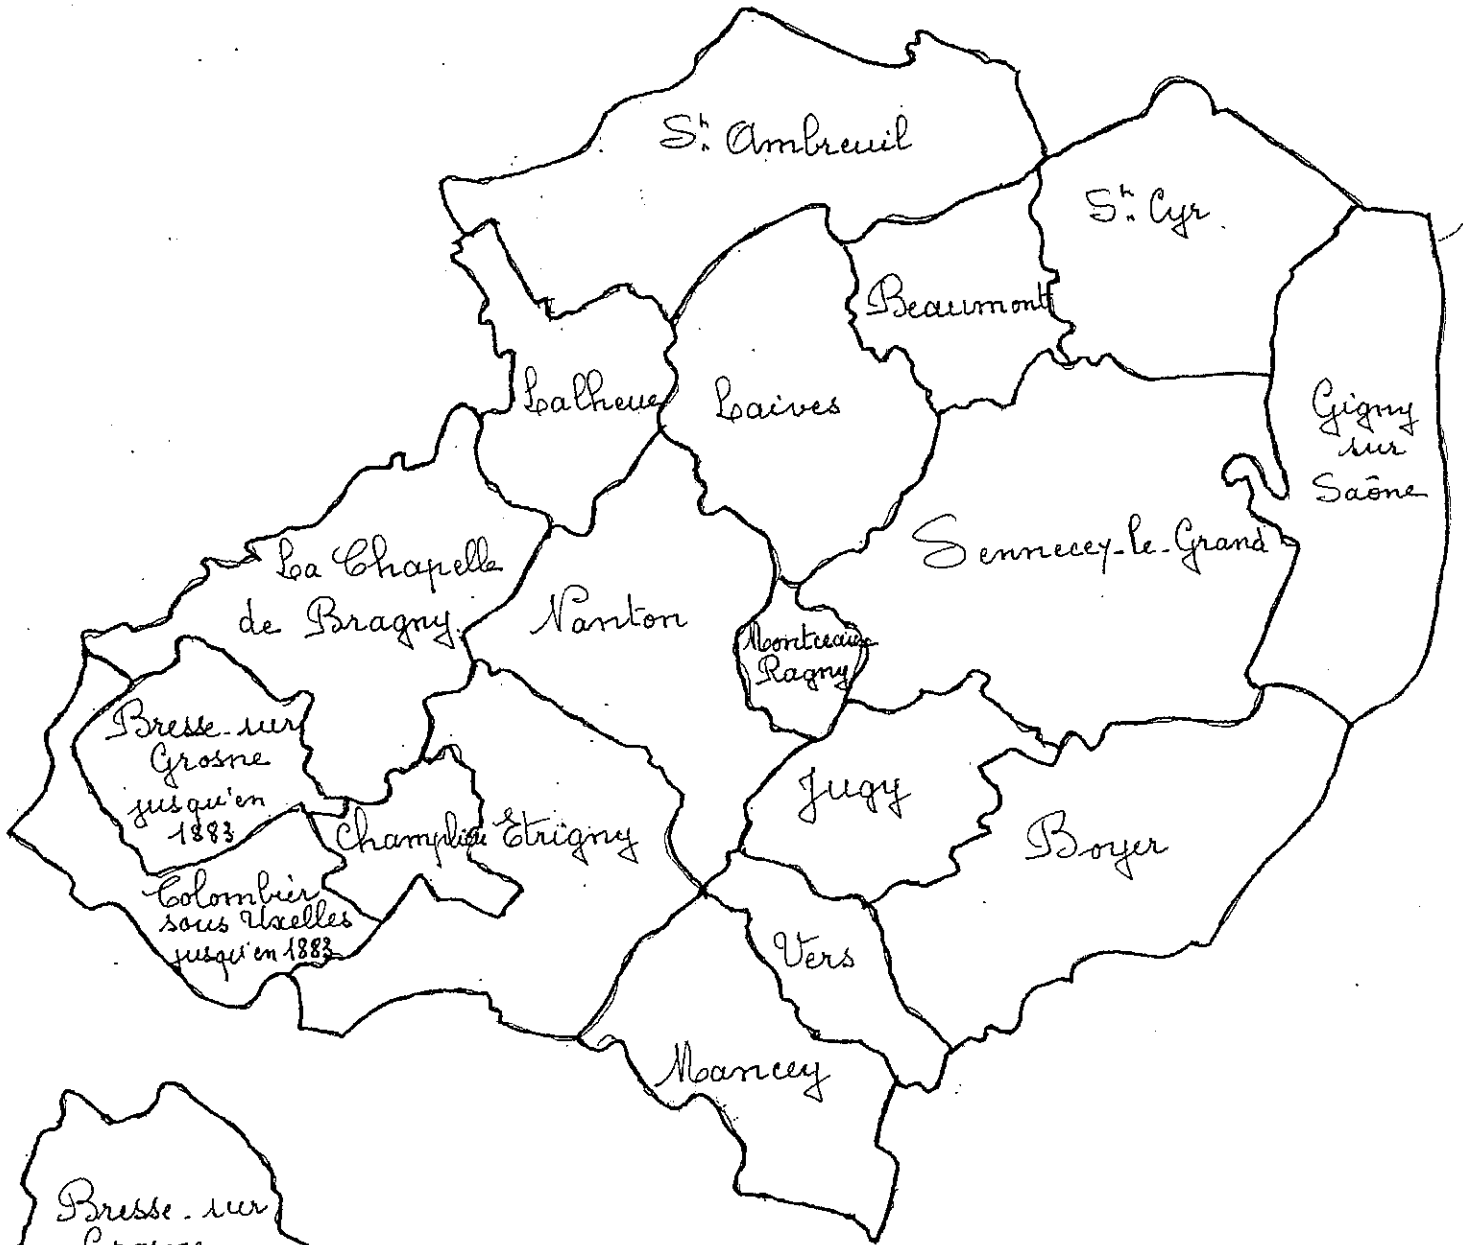 St Ambreuil
St Cyr
Beaumont
Lalheue
Laives
Gigny
sur
Saône
Sennecey-le-Grand
La Chapelle
de Bragny
Nanton
Montceaux
Ragny
Bresse-sur
Grosne
jusqu'en
1883
Jugy
Champlieu
Etrigny
Boyer
Colombier
sous Uxelles
jusqu'en 1883
Vers
Mancey
Bresse-sur